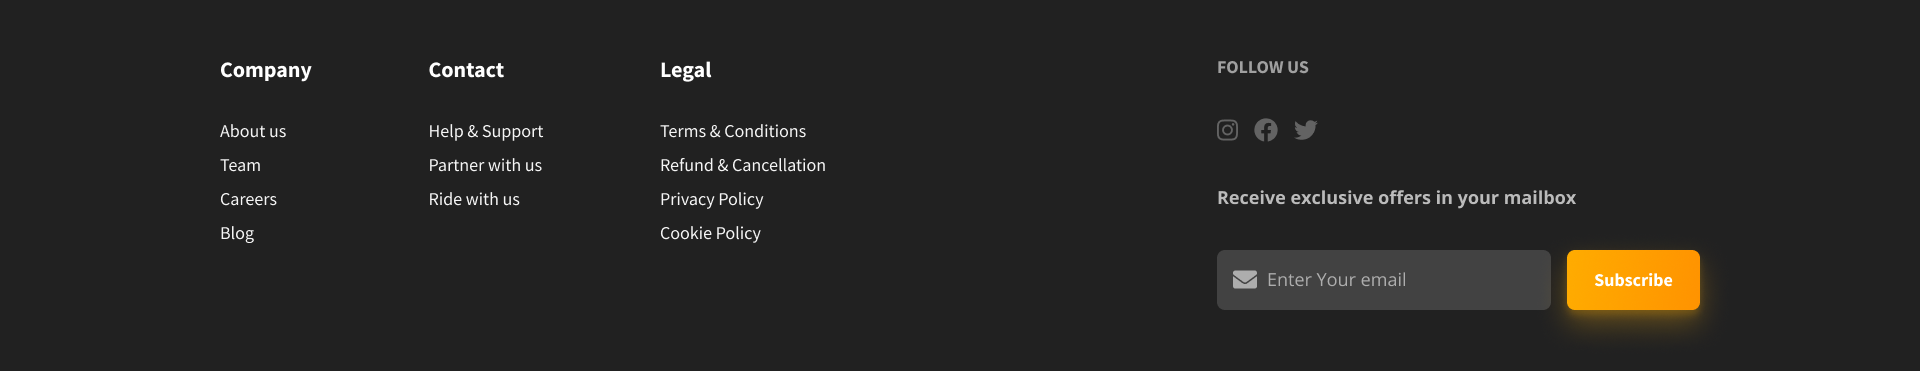 Company
About us
Team
Careers
Blog
Contact
Help & Support
Partner with us
Ride with us
Legal
Terms & Conditions
Refund & Cancellation
Privacy Policy
Cookie Policy
FOLLOW US
Receive exclusive offers in your mailbox
Enter Your email
Subscribe